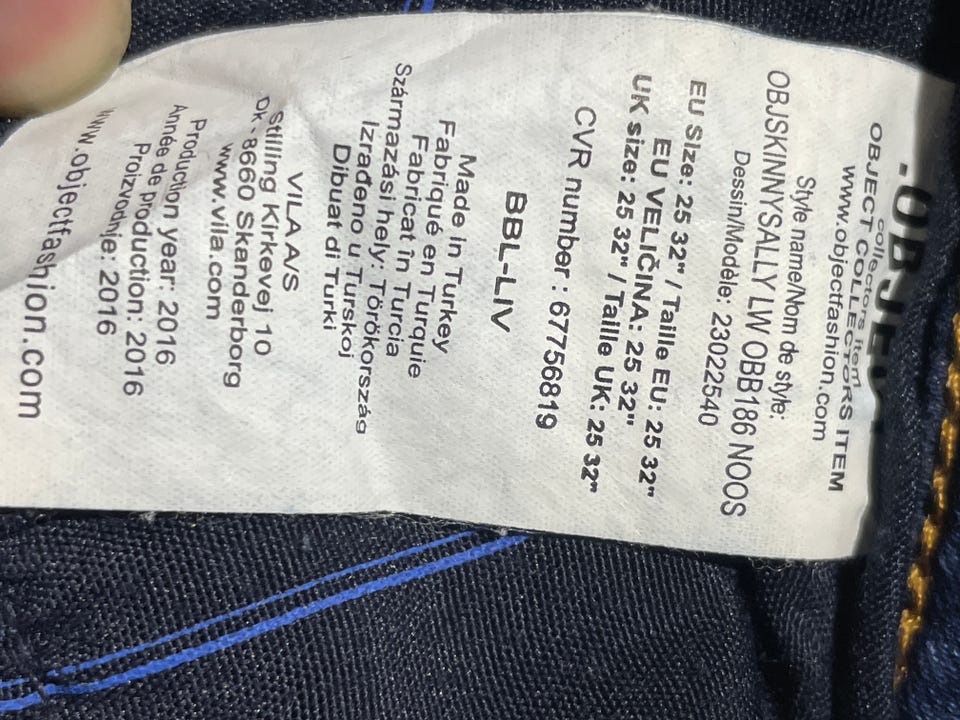 .OBJE
collectors item
OBJECT COLLECTORS ITEM
www.objectfashion.com
Style name/Nom de style:
OBJSKINNYSALLY LW OBB186 NOOS
Dessin/Modèle: 23022540
EU Size: 25 32" / Taille EU: 25 32"
EU VELIČINA: 25 32"
UK size: 25 32" / Taille UK: 25 32"
CVR number : 67756819
BBL-LIV
Made in Turkey
Fabriqué en Turquie
Fabricat în Turcia
Származási hely: Törökország
Izrađeno u Turskoj
Dibuat di Turki
VILA A/S
Stilling Kirkevej 10
Dk - 8660 Skanderborg
www.vila.com
Production year: 2016
Année de production: 2016
Proizvodnje: 2016
www.objectfashion.com